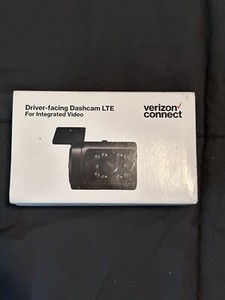 Driver-facing Dashcam LTE
For Integrated Video
verizon✓
connect